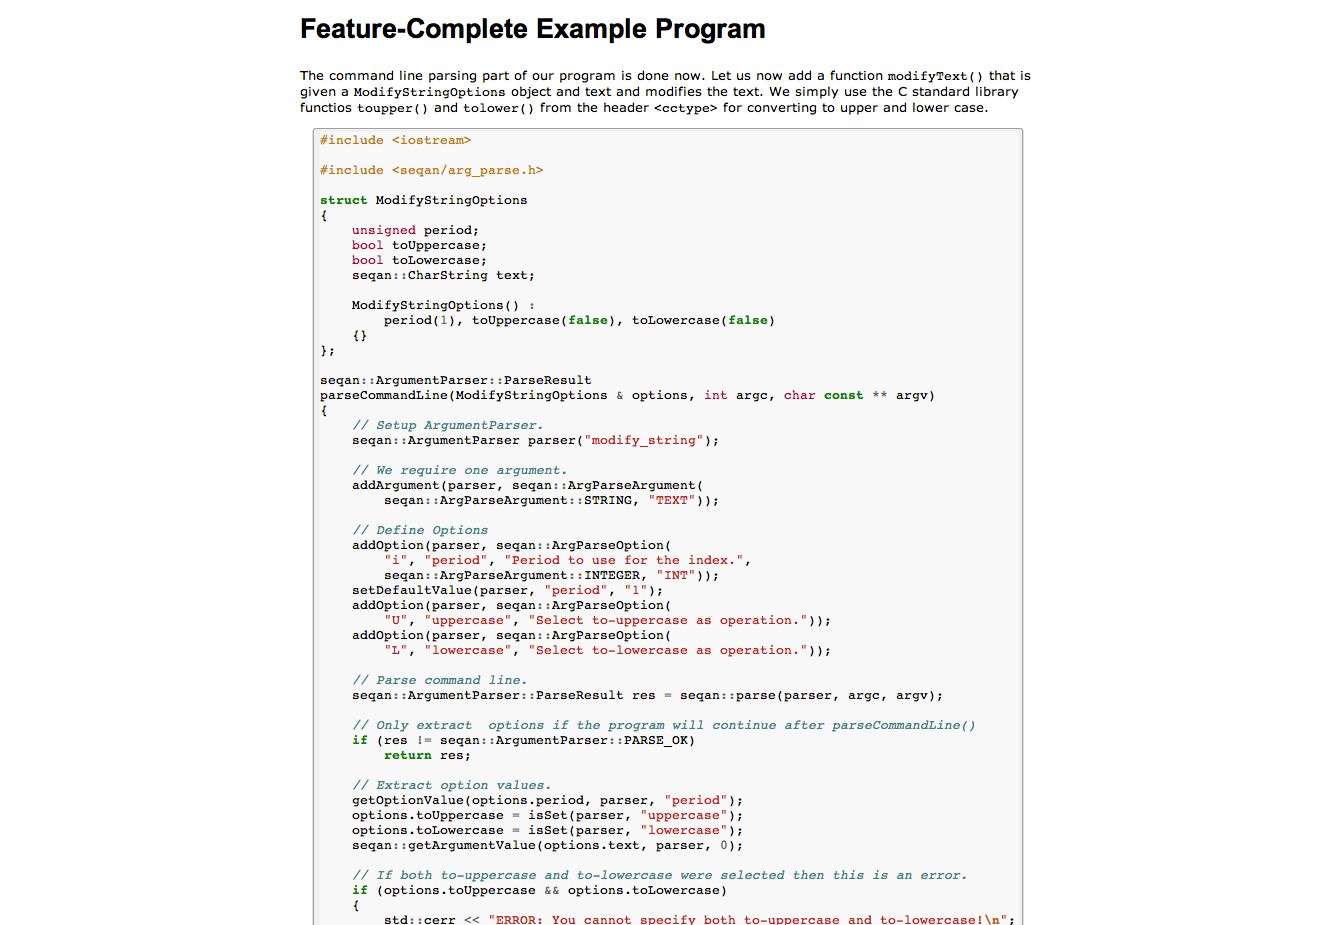 Feature-Complete Example Program
The command line parsing part of our program is done now. Let us now add a function modifyText() that is
given a ModifyStringOptions object and text and modifies the text. We simply use the C standard library
functios toupper() and tolower() from the header <cctype> for converting to upper and lower case.
#include <iostream>

#include <seqan/arg_parse.h>

struct ModifyStringOptions
{
    unsigned period;
    bool toUppercase;
    bool toLowercase;
    seqan::CharString text;

    ModifyStringOptions() :
        period(1), toUppercase(false), toLowercase(false)
    {}
};

seqan::ArgumentParser::ParseResult
parseCommandLine(ModifyStringOptions & options, int argc, char const ** argv)
{
    // Setup ArgumentParser.
    seqan::ArgumentParser parser("modify_string");

    // We require one argument.
    addArgument(parser, seqan::ArgParseArgument(
        seqan::ArgParseArgument::STRING, "TEXT"));

    // Define Options
    addOption(parser, seqan::ArgParseOption(
        "i", "period", "Period to use for the index.",
        seqan::ArgParseArgument::INTEGER, "INT"));
    setDefaultValue(parser, "period", "1");
    addOption(parser, seqan::ArgParseOption(
        "U", "uppercase", "Select to-uppercase as operation."));
    addOption(parser, seqan::ArgParseOption(
        "L", "lowercase", "Select to-lowercase as operation."));

    // Parse command line.
    seqan::ArgumentParser::ParseResult res = seqan::parse(parser, argc, argv);

    // Only extract  options if the program will continue after parseCommandLine()
    if (res != seqan::ArgumentParser::PARSE_OK)
        return res;

    // Extract option values.
    getOptionValue(options.period, parser, "period");
    options.toUppercase = isSet(parser, "uppercase");
    options.toLowercase = isSet(parser, "lowercase");
    seqan::getArgumentValue(options.text, parser, 0);

    // If both to-uppercase and to-lowercase were selected then this is an error.
    if (options.toUppercase && options.toLowercase)
    {
        std::cerr << "ERROR: You cannot specify both to-uppercase and to-lowercase!\n";